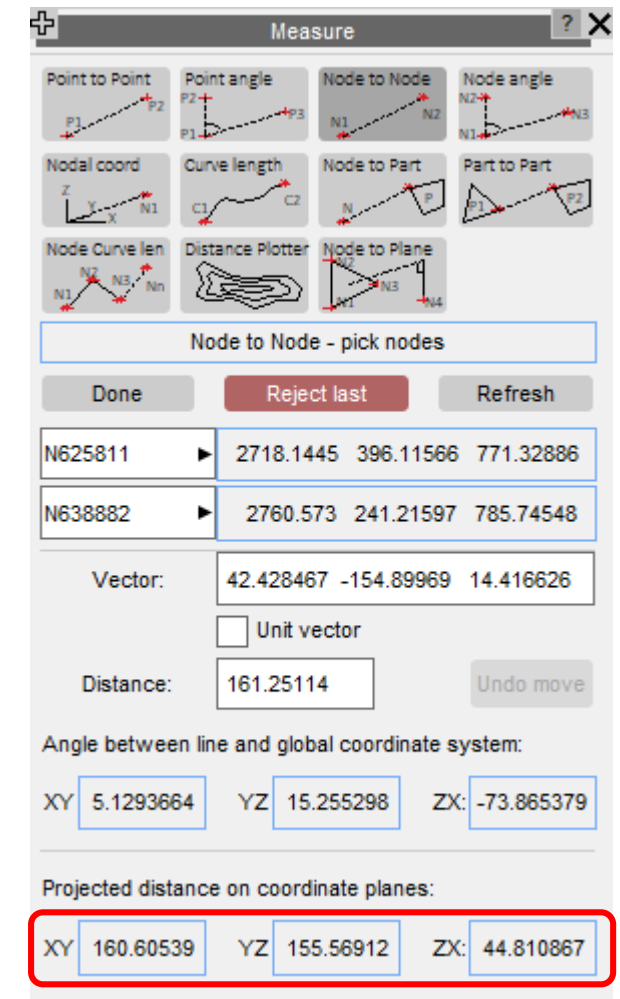 Measure ?
Point to Point Point angle Node to Node Node angle
P1 P2 P2 P1 P3 N1 N2 N2 N1 N3
Nodal coord Curve length Node to Part Part to Part
Z Y X N1 C1 C2 N P P1 P2
Node Curve len Distance Plotter Node to Plane
N1 N2 N3 Nn N2 N1 N3 N4
Node to Node - pick nodes
Done Reject last Refresh
N625811 2718.1445 396.11566 771.32886
N638882 2760.573 241.21597 785.74548
Vector: 42.428467 -154.89969 14.416626
Unit vector
Distance: 161.25114 Undo move
Angle between line and global coordinate system:
XY 5.1293664 YZ 15.255298 ZX: -73.865379
Projected distance on coordinate planes:
XY 160.60539 YZ 155.56912 ZX: 44.810867